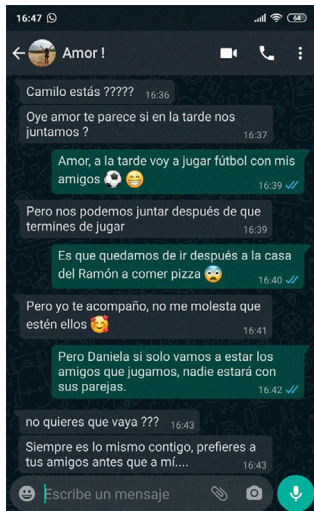 16:47 64
Amor !
Camilo estás ????? 16:36
Oye amor te parece si en la tarde nos
juntamos ? 16:37
Amor, a la tarde voy a jugar fútbol con mis
amigos ⚽😁 16:39
Pero nos podemos juntar después de que
termines de jugar 16:39
Es que quedamos de ir después a la casa
del Ramón a comer pizza 😨 16:40
Pero yo te acompaño, no me molesta que
estén ellos 🥰 16:41
Pero Daniela si solo vamos a estar los
amigos que jugamos, nadie estará con
sus parejas. 16:42
no quieres que vaya ??? 16:43
Siempre es lo mismo contigo, prefieres a
tus amigos antes que a mí.... 16:43
Escribe un mensaje